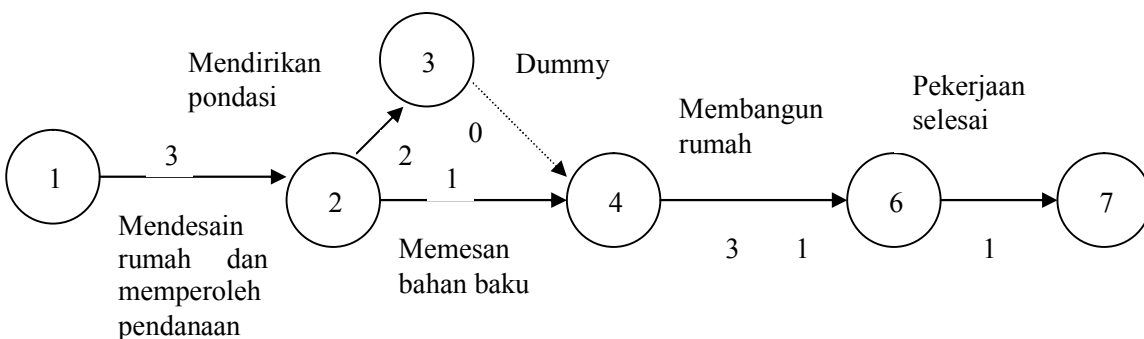 Mendirikan
pondasi
3
Dummy
Pekerjaan
selesai
Membangun
rumah
0
3
2
1
1
2
4
6
7
Mendesain
rumah dan
memperoleh
pendanaan
Memesan
bahan baku
3 1
1